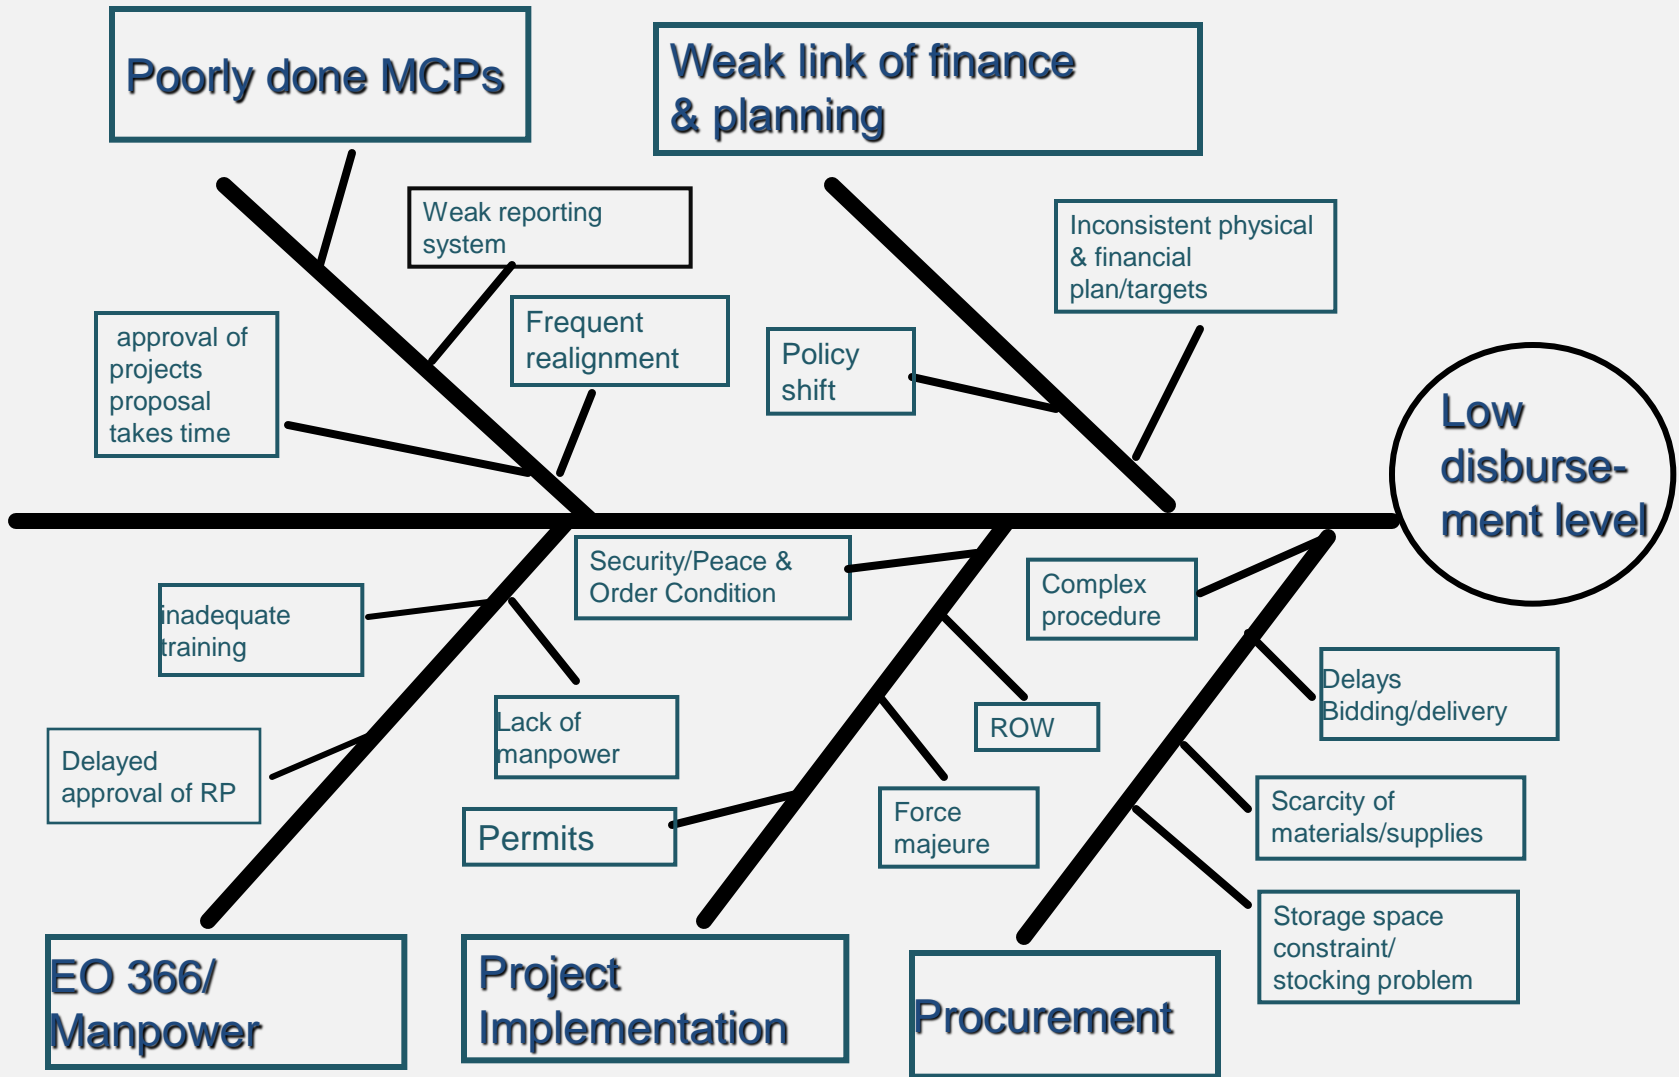 Poorly done MCPs
Weak link of finance
& planning
Weak reporting
system
Inconsistent physical
& financial
plan/targets
approval of
projects
proposal
takes time
Frequent
realignment
Policy
shift
Low
disburse-
ment level
Security/Peace &
Order Condition
Complex
procedure
inadequate
training
Delays
Bidding/delivery
Lack of
manpower
ROW
Delayed
approval of RP
Permits
Force
majeure
Scarcity of
materials/supplies
Storage space
constraint/
stocking problem
EO 366/
Manpower
Project
Implementation
Procurement